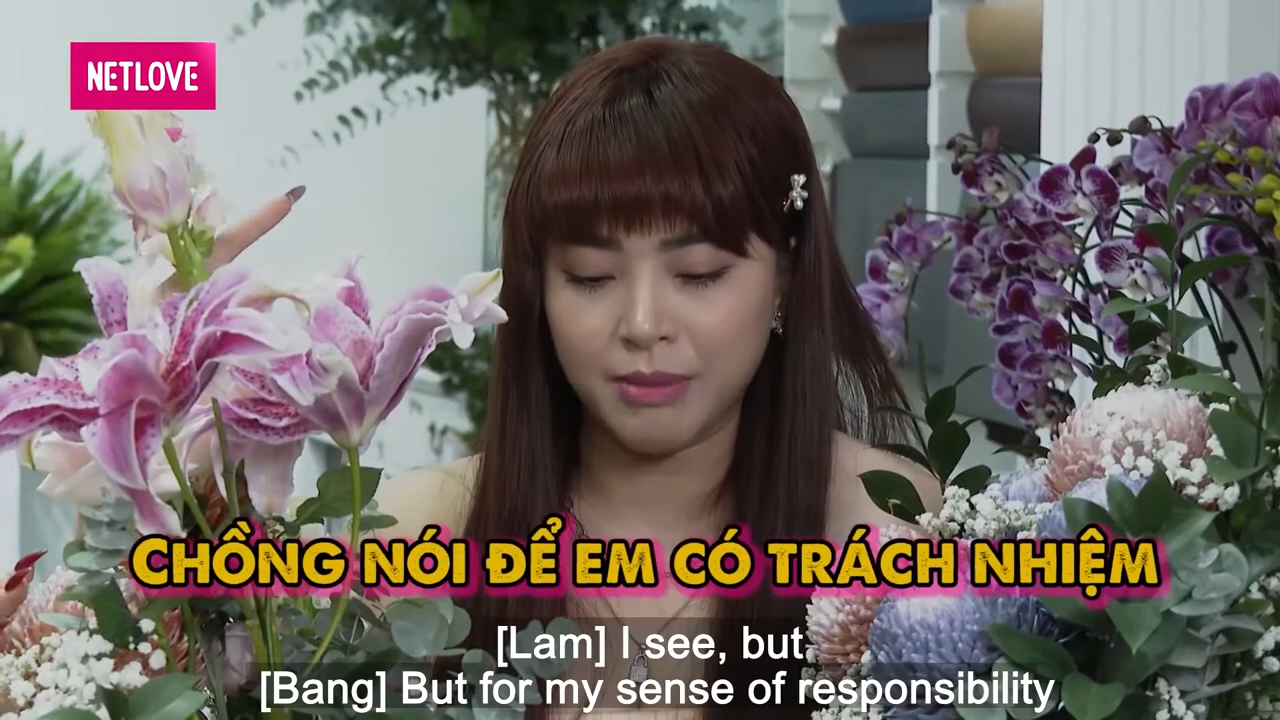 NETLOVE
CHỒNG NÓI ĐỂ EM CÓ TRÁCH NHIỆM
[Lam] I see, but
[Bang] But for my sense of responsibility